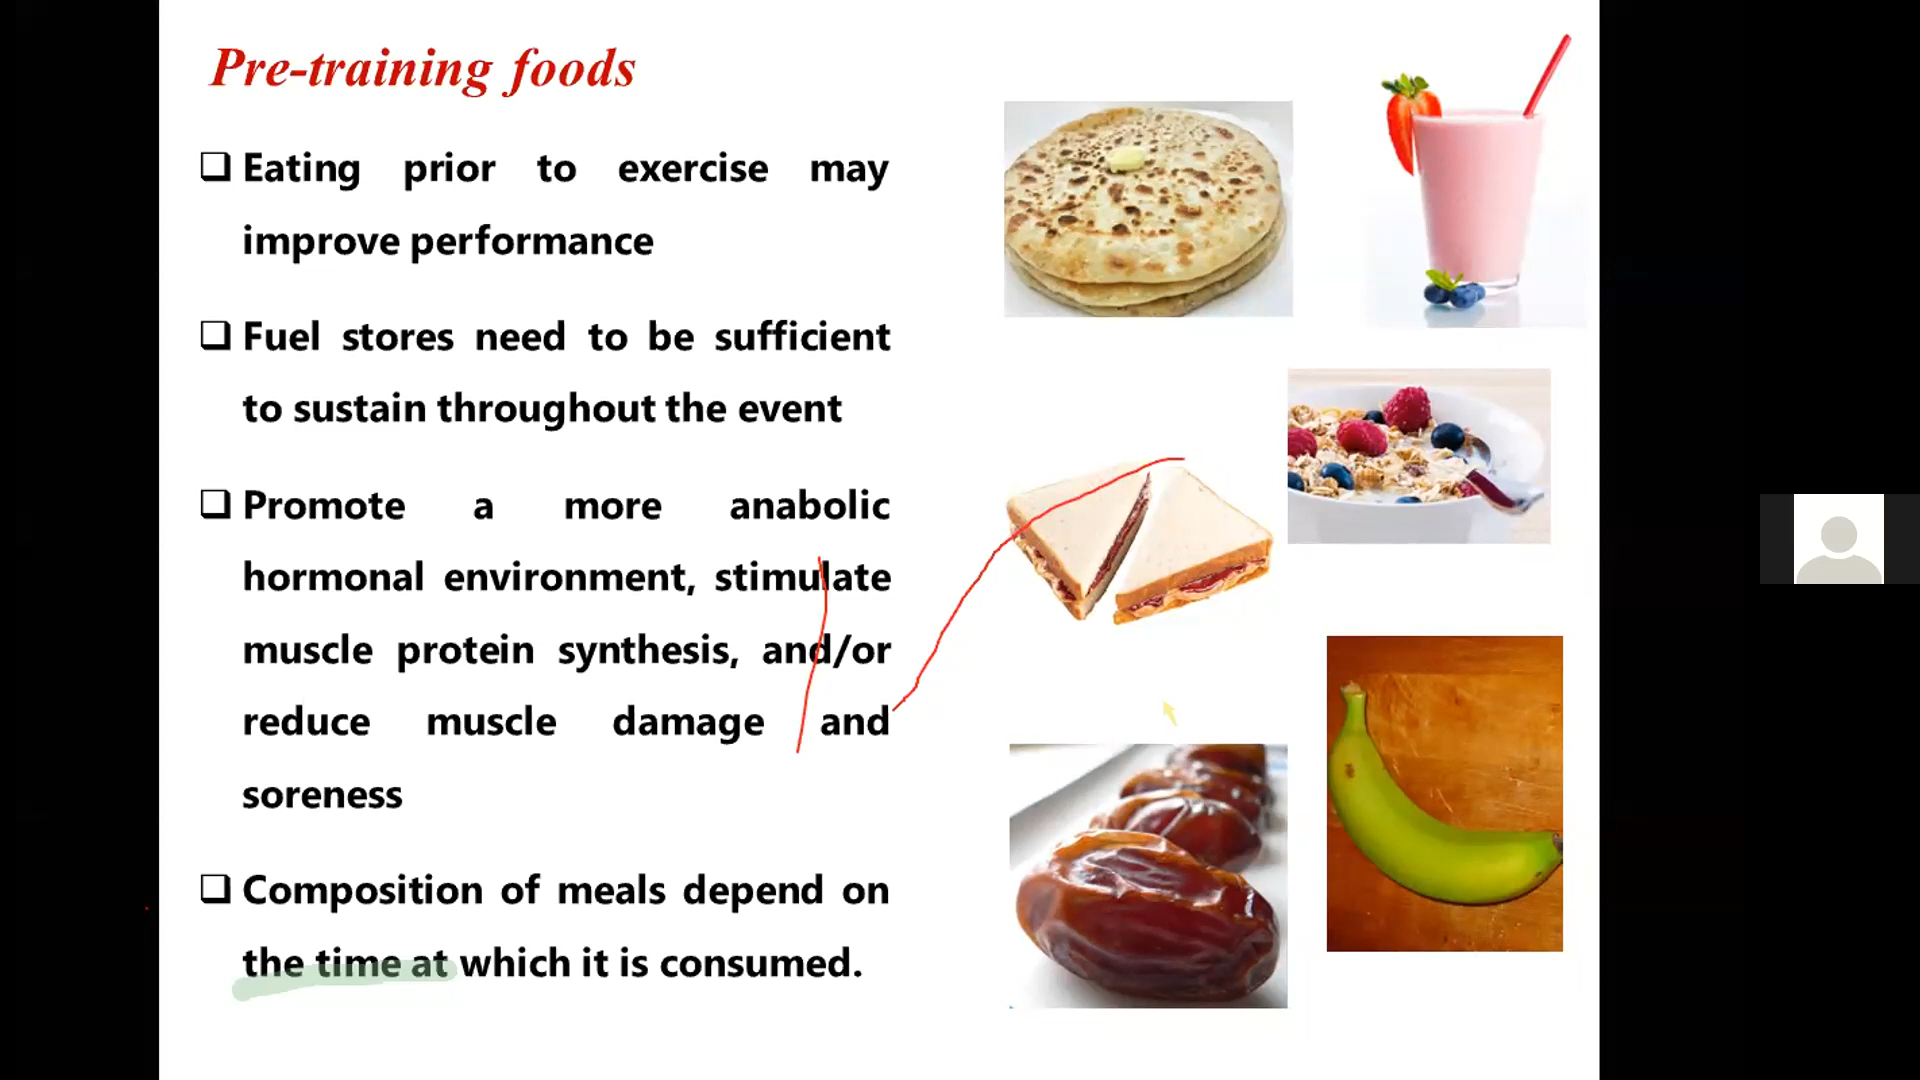 Pre-training foods
Eating prior to exercise may
improve performance
Fuel stores need to be sufficient
to sustain throughout the event
Promote a more anabolic
hormonal environment, stimulate
muscle protein synthesis, and/or
reduce muscle damage and
soreness
Composition of meals depend on
the time at which it is consumed.